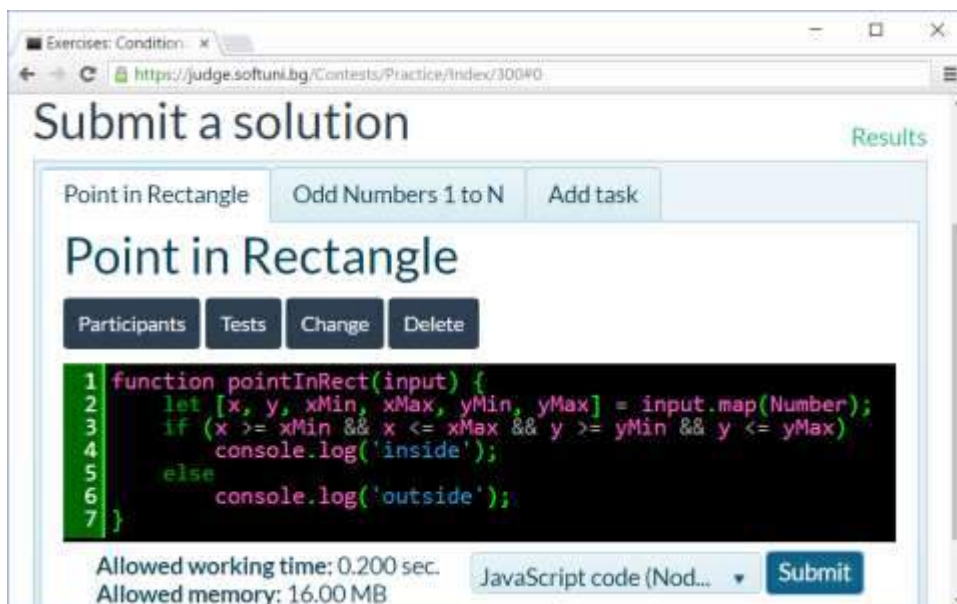 Exercises: Condition
https://judge.softuni.bg/Contests/Practice/Index/300#0
Submit a solution
Results
Point in Rectangle
Odd Numbers 1 to N
Add task
Point in Rectangle
Participants
Tests
Change
Delete
1 function pointInRect(input) {
2     let [x, y, xMin, xMax, yMin, yMax] = input.map(Number);
3     if (x >= xMin && x <= xMax && y >= yMin && y <= yMax)
4         console.log('inside');
5     else
6         console.log('outside');
7 }
Allowed working time: 0.200 sec.
Allowed memory: 16.00 MB
JavaScript code (Nod...
Submit